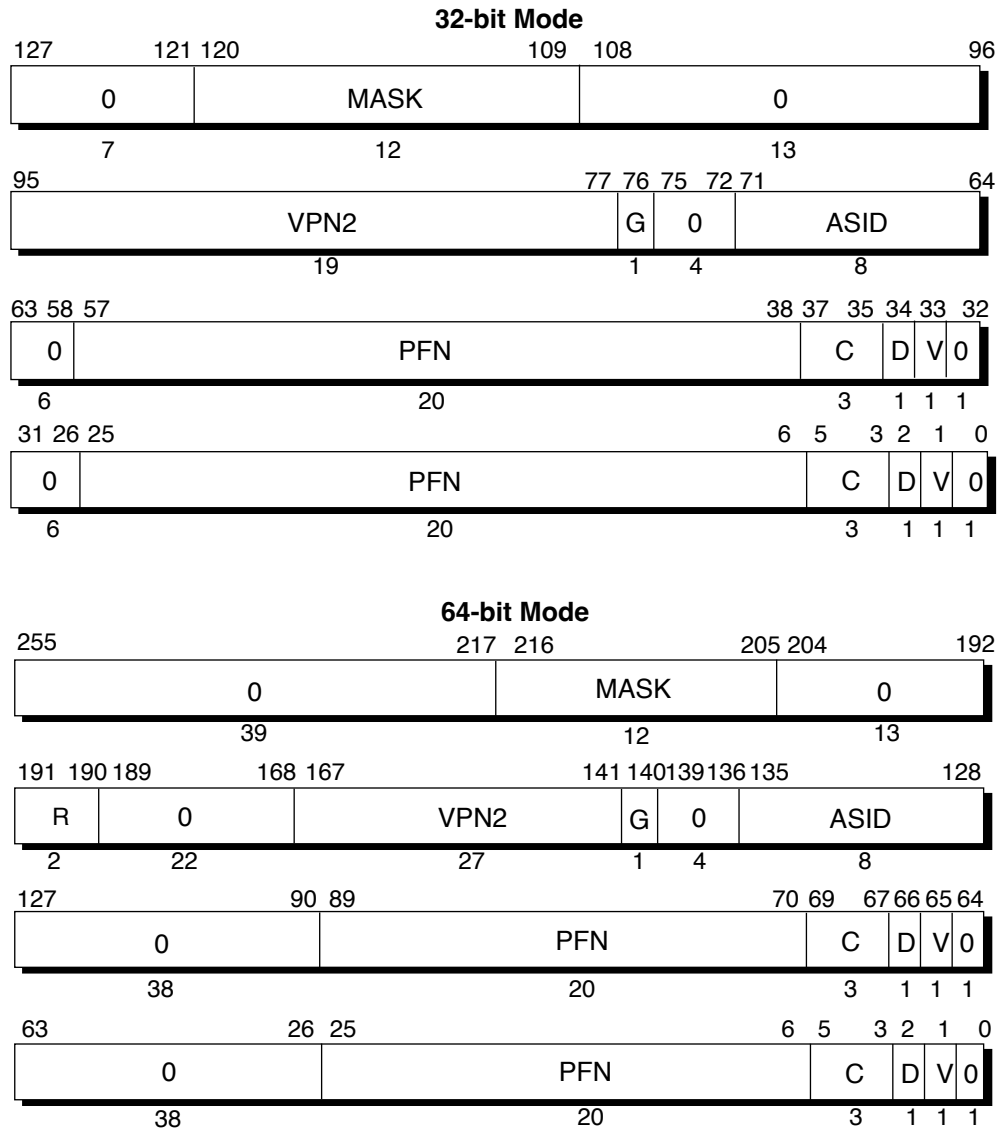 32-bit Mode
127 121 120 109 108 96
0 MASK 0
7 12 13
95 77 76 75 72 71 64
VPN2 G 0 ASID
19 1 4 8
63 58 57 38 37 35 34 33 32
0 PFN C D V 0
6 20 3 1 1 1
31 26 25 6 5 3 2 1 0
0 PFN C D V 0
6 20 3 1 1 1
64-bit Mode
255 217 216 205 204 192
0 MASK 0
39 12 13
191 190 189 168 167 141 140 139 136 135 128
R 0 VPN2 G 0 ASID
2 22 27 1 4 8
127 90 89 70 69 67 66 65 64
0 PFN C D V 0
38 20 3 1 1 1
63 26 25 6 5 3 2 1 0
0 PFN C D V 0
38 20 3 1 1 1